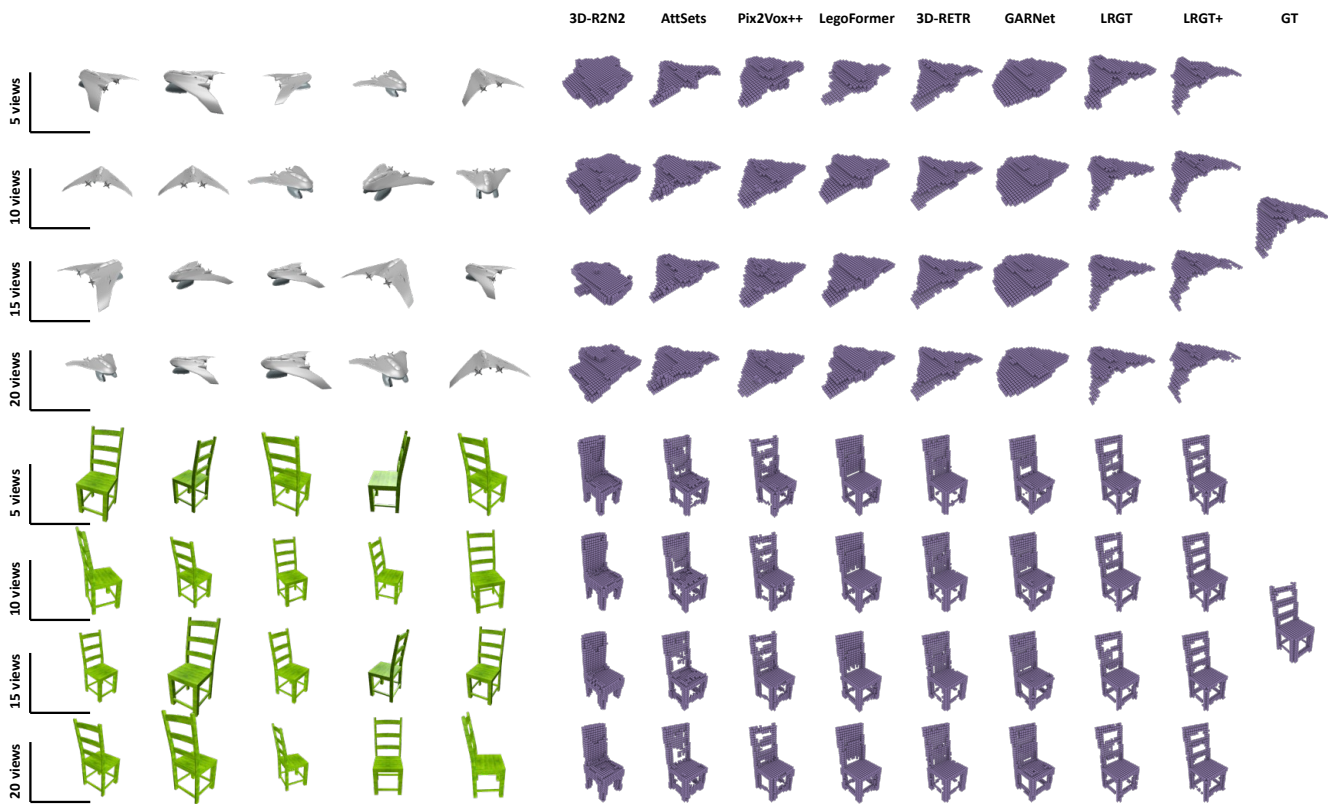 3D-R2N2 AttSets Pix2Vox++ LegoFormer 3D-RETR GARNet LRGT LRGT+ GT
5 views
10 views
15 views
20 views
5 views
10 views
15 views
20 views